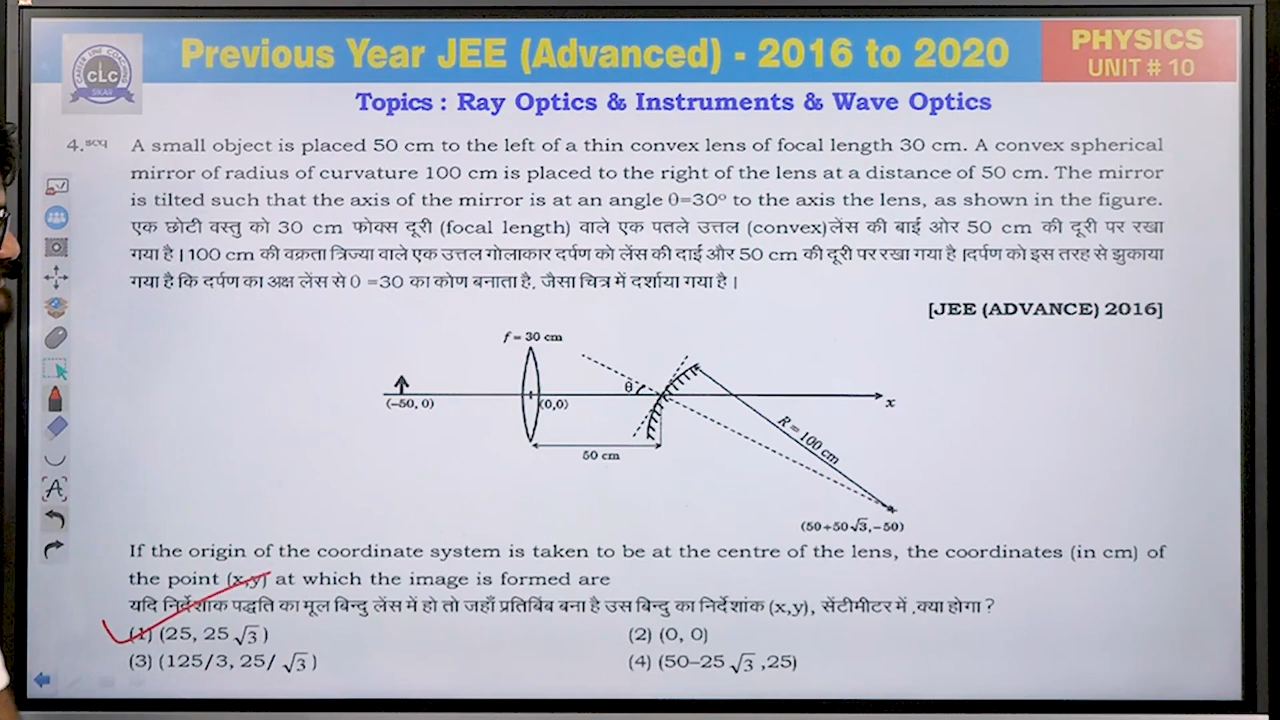 Previous Year JEE (Advanced) - 2016 to 2020
PHYSICS
UNIT # 10
CAREER LINE COACHING
CLC
SIKAR
Topics : Ray Optics & Instruments & Wave Optics
4.scq A small object is placed 50 cm to the left of a thin convex lens of focal length 30 cm. A convex spherical
mirror of radius of curvature 100 cm is placed to the right of the lens at a distance of 50 cm. The mirror
is tilted such that the axis of the mirror is at an angle θ=30° to the axis the lens, as shown in the figure.
एक छोटी वस्तु को 30 cm फोक्स दूरी (focal length) वाले एक पतले उत्तल (convex)लेंस की बाईं ओर 50 cm की दूरी पर रखा
गया है। 100 cm की वक्रता त्रिज्या वाले एक उत्तल गोलाकार दर्पण को लेंस की दाईं और 50 cm की दूरी पर रखा गया है।दर्पण को इस तरह से झुकाया
गया है कि दर्पण का अक्ष लेंस से θ =30 का कोण बनाता है, जैसा चित्र में दर्शाया गया है।
[JEE (ADVANCE) 2016]
f = 30 cm
θ
(–50, 0)
(0,0)
x
R = 100 cm
50 cm
(50+50√3,–50)
If the origin of the coordinate system is taken to be at the centre of the lens, the coordinates (in cm) of
the point (x,y) at which the image is formed are
यदि निर्देशांक पद्धति का मूल बिन्दु लेंस में हो तो जहाँ प्रतिबिंब बना है उस बिन्दु का निर्देशांक (x,y), सेंटीमीटर में .क्या होगा ?
(1) (25, 25 √3)
(2) (0, 0)
(3) (125/3, 25/ √3)
(4) (50–25 √3 ,25)